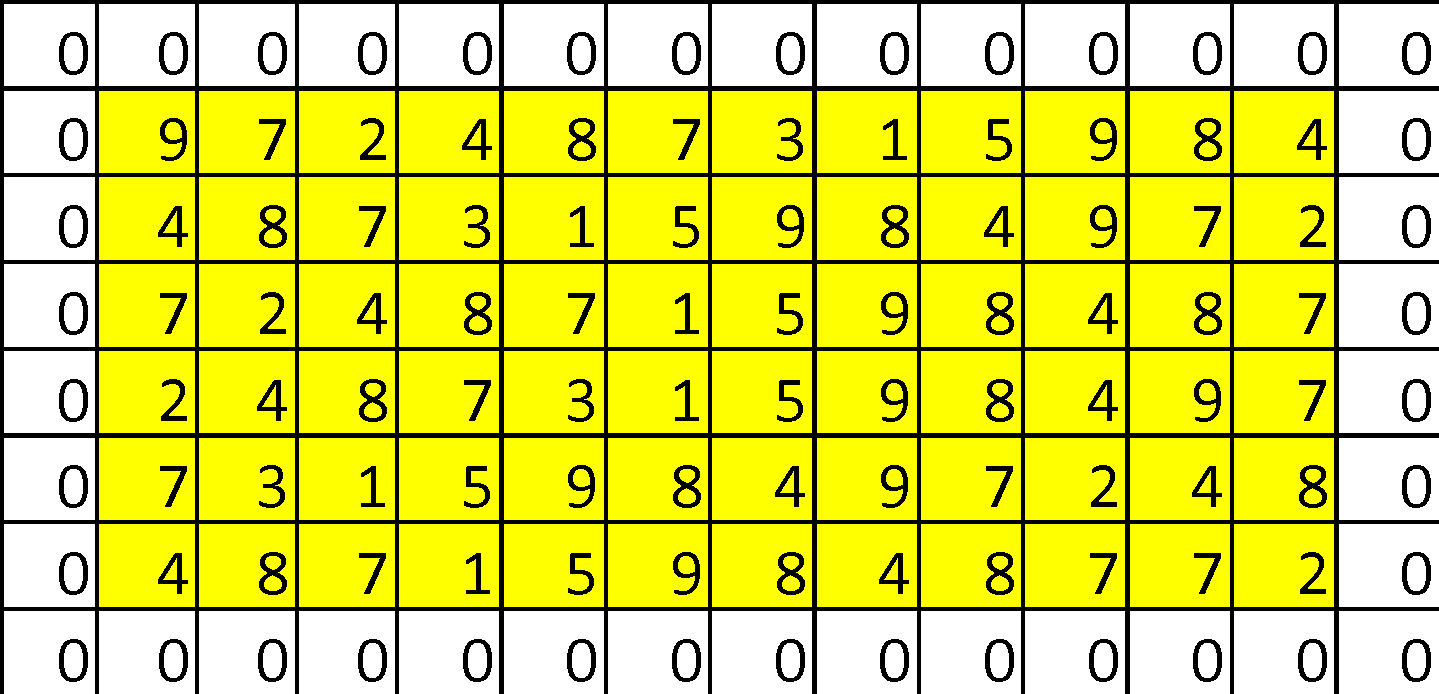 0 0 0 0 0 0 0 0 0 0 0 0 0 0
0 9 7 2 4 8 7 3 1 5 9 8 4 0
0 4 8 7 3 1 5 9 8 4 9 7 2 0
0 7 2 4 8 7 1 5 9 8 4 8 7 0
0 2 4 8 7 3 1 5 9 8 4 9 7 0
0 7 3 1 5 9 8 4 9 7 2 4 8 0
0 4 8 7 1 5 9 8 4 8 7 7 2 0
0 0 0 0 0 0 0 0 0 0 0 0 0 0